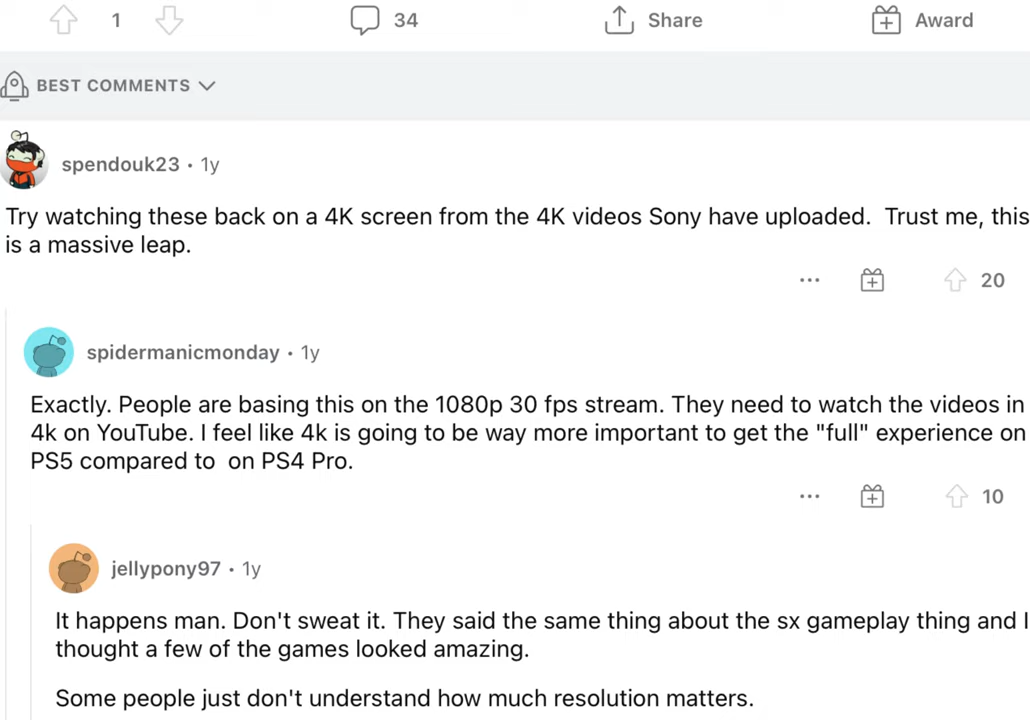 1
34
Share
Award
BEST COMMENTS
spendouk23 • 1y
Try watching these back on a 4K screen from the 4K videos Sony have uploaded.  Trust me, this
is a massive leap.
... 20
spidermanicmonday • 1y
Exactly. People are basing this on the 1080p 30 fps stream. They need to watch the videos in
4k on YouTube. I feel like 4k is going to be way more important to get the "full" experience on
PS5 compared to  on PS4 Pro.
... 10
jellypony97 • 1y
It happens man. Don't sweat it. They said the same thing about the sx gameplay thing and I
thought a few of the games looked amazing.
Some people just don't understand how much resolution matters.